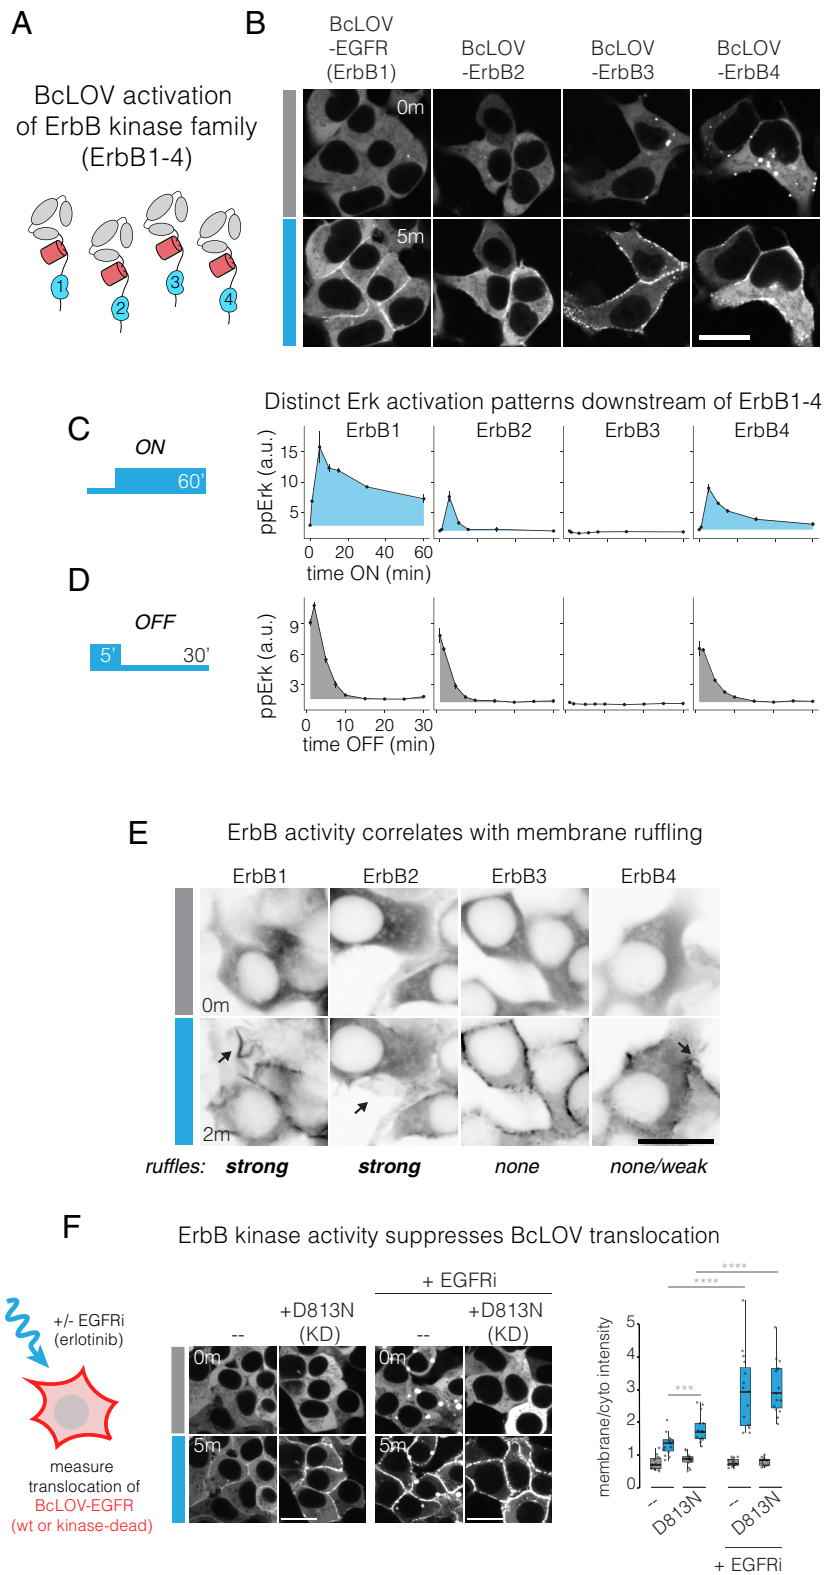 A
BcLOV activation
of ErbB kinase family
(ErbB1-4)
1
2
3
4
B
BcLOV
-EGFR
(ErbB1)
BcLOV
-ErbB2
BcLOV
-ErbB3
BcLOV
-ErbB4
0m
5m
Distinct Erk activation patterns downstream of ErbB1-4
C
ON
60'
ppErk (a.u.)
15
10
5
ErbB1
ErbB2
ErbB3
ErbB4
0 20 40 60
time ON (min)
D
OFF
5'
30'
ppErk (a.u.)
9
6
3
0 10 20 30
time OFF (min)
E
ErbB activity correlates with membrane ruffling
ErbB1
ErbB2
ErbB3
ErbB4
0m
2m
ruffles: strong strong none none/weak
F
ErbB kinase activity suppresses BcLOV translocation
+/- EGFRi
(erlotinib)
measure
translocation of
BcLOV-EGFR
(wt or kinase-dead)
+ EGFRi
--
+D813N
(KD)
--
+D813N
(KD)
0m
0m
5m
5m
****
****
***
membrane/cyto intensity
5
4
3
2
1
0
--
D813N
--
D813N
+ EGFRi